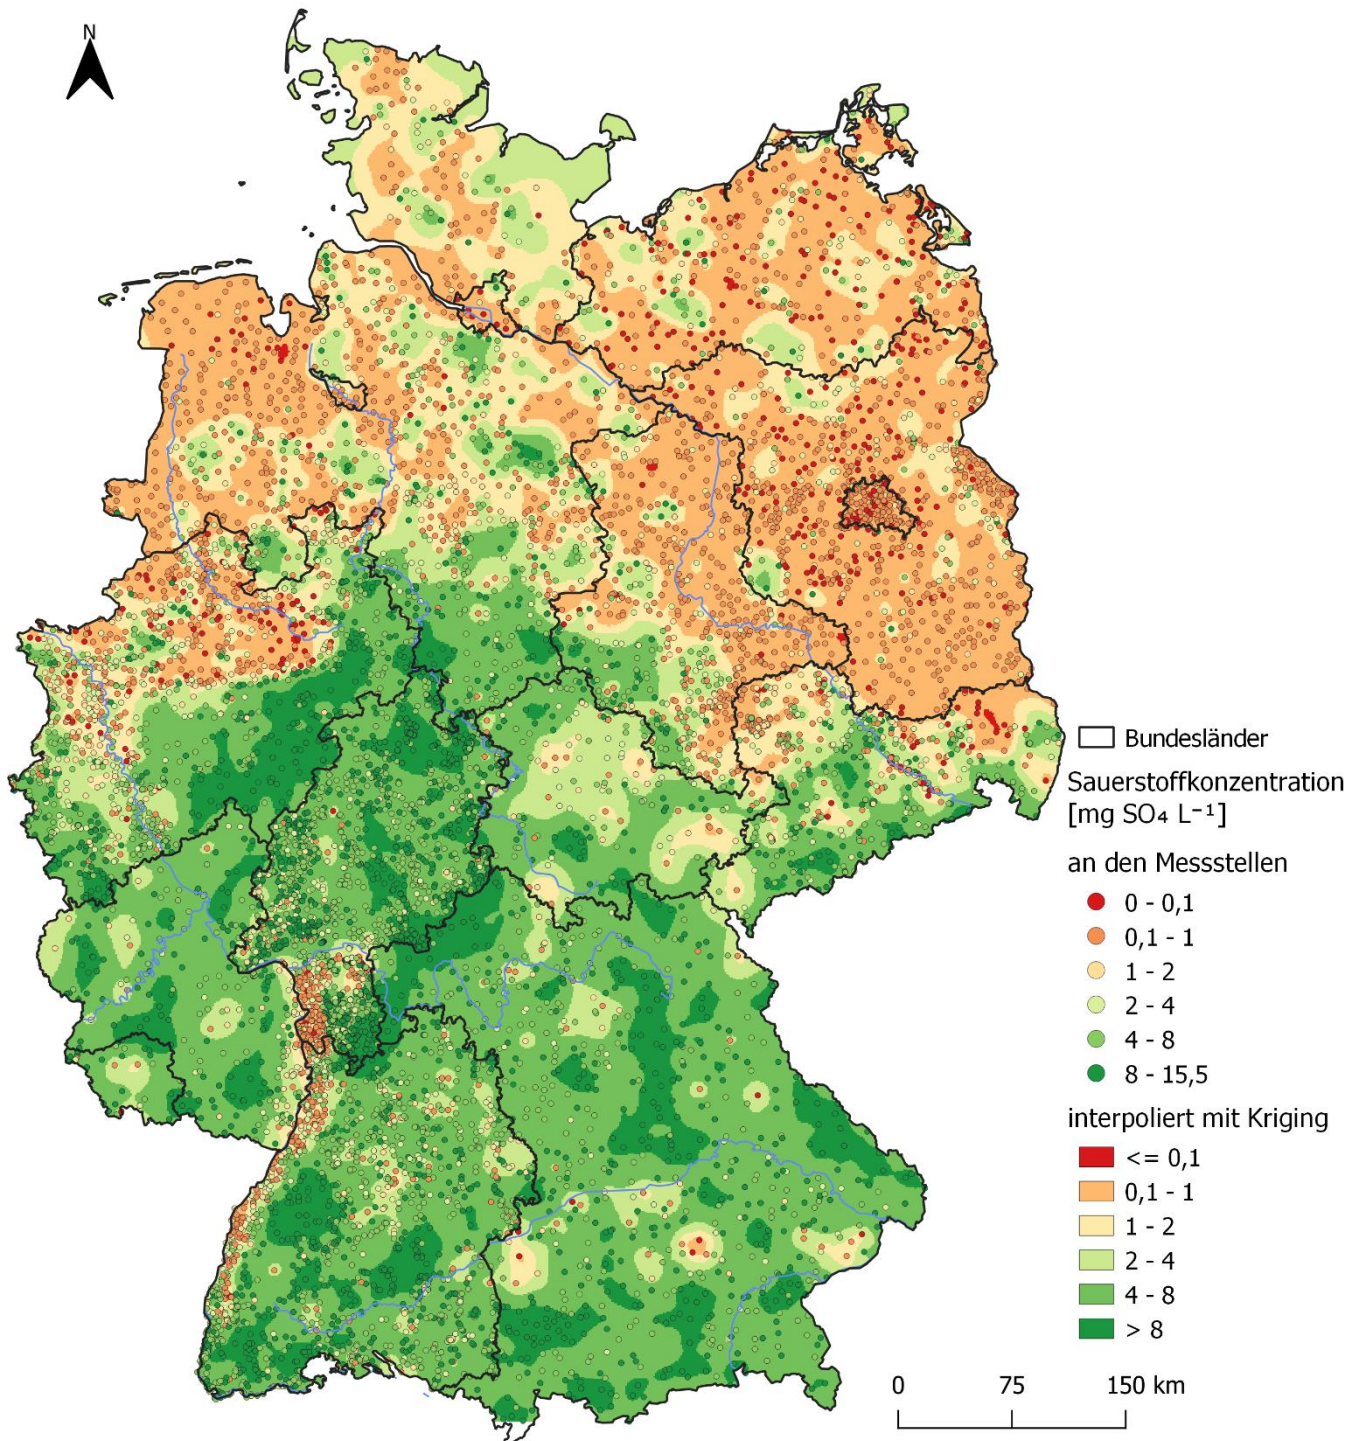 N
Bundesländer
Sauerstoffkonzentration
[mg SO₄ L⁻¹]
an den Messstellen
0 - 0,1
0,1 - 1
1 - 2
2 - 4
4 - 8
8 - 15,5
interpoliert mit Kriging
<= 0,1
0,1 - 1
1 - 2
2 - 4
4 - 8
> 8
0 75 150 km